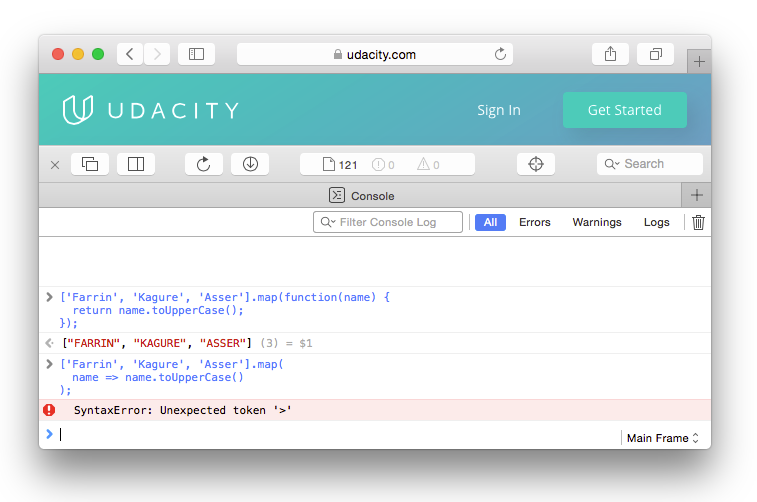 udacity.com
UDACITY
Sign In
Get Started
121
0
0
Search
Console
Filter Console Log
All
Errors
Warnings
Logs
['Farrin', 'Kagure', 'Asser'].map(function(name) {
return name.toUpperCase();
});
["FARRIN", "KAGURE", "ASSER"] (3) = $1
['Farrin', 'Kagure', 'Asser'].map(
name => name.toUpperCase()
);
SyntaxError: Unexpected token '>'
Main Frame